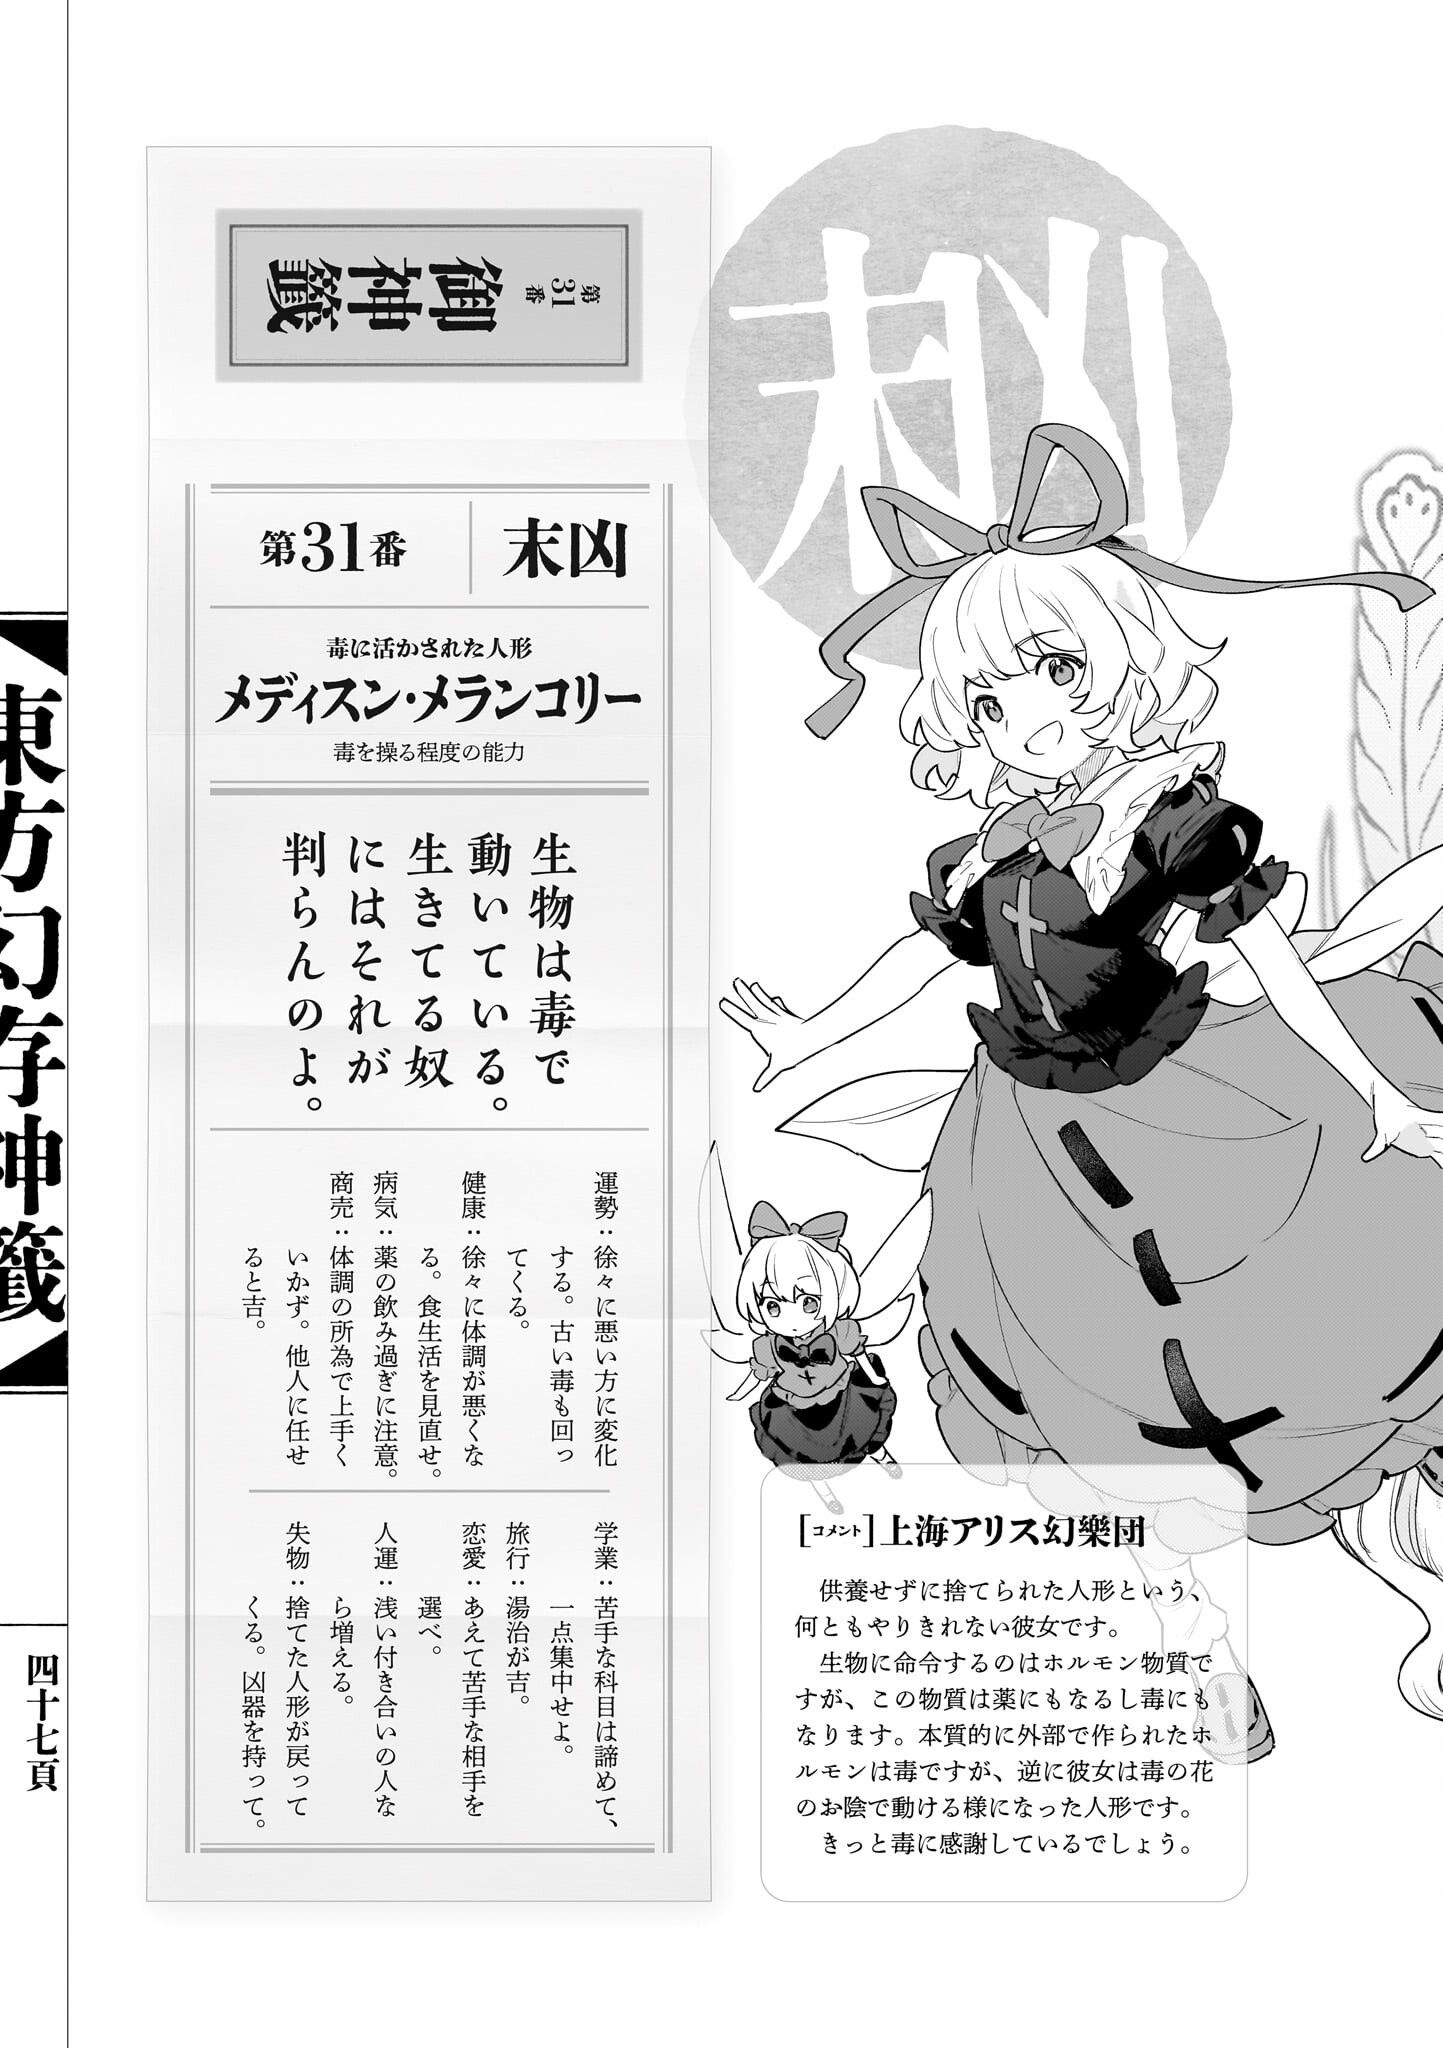 末凶
御神籤
第31番
第31番
末凶
毒に活かされた人形
メディスン・メランコリー
毒を操る程度の能力
生物は毒で
動いている。
生きてる奴
にはそれが
判らんのよ。
運勢：徐々に悪い方に変化
する。古い毒も回っ
てくる。
健康：徐々に体調が悪くな
る。食生活を見直せ。
病気：薬の飲み過ぎに注意。
商売：体調の所為で上手く
いかず。他人に任せ
ると吉。
学業：苦手な科目は諦めて、
一点集中せよ。
旅行：湯治が吉。
恋愛：あえて苦手な相手を
選べ。
人運：浅い付き合いの人な
ら増える。
失物：捨てた人形が戻って
くる。凶器を持って。
［コメント］上海アリス幻樂団
供養せずに捨てられた人形という、
何ともやりきれない彼女です。
生物に命令するのはホルモン物質で
すが、この物質は薬にもなるし毒にも
なります。本質的に外部で作られたホ
ルモンは毒ですが、逆に彼女は毒の花
のお陰で動ける様になった人形です。
きっと毒に感謝しているでしょう。
【東方幻存神籤】
四十七頁